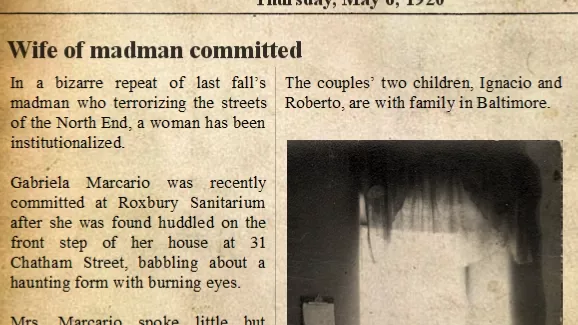 Thursday, May 6, 1920
Wife of madman committed
In a bizarre repeat of last fall's
madman who terrorizing the streets
of the North End, a woman has been
institutionalized.
Gabriela Marcario was recently
committed at Roxbury Sanitarium
after she was found huddled on the
front step of her house at 31
Chatham Street, babbling about a
haunting form with burning eyes.
Mrs. Marcario spoke little but
The couples' two children, Ignacio and
Roberto, are with family in Baltimore.